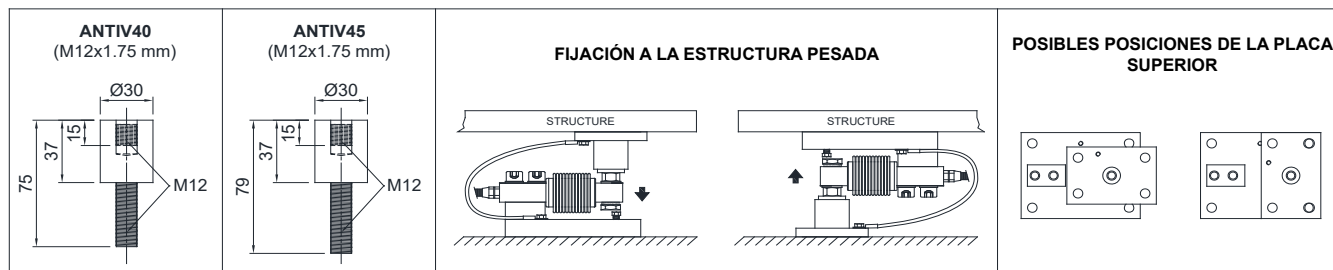 ANTIV40
(M12x1.75 mm)
Ø30
15
37
75
M12
ANTIV45
(M12x1.75 mm)
Ø30
15
37
79
M12
FIJACIÓN A LA ESTRUCTURA PESADA
STRUCTURE
STRUCTURE
POSIBLES POSICIONES DE LA PLACA
SUPERIOR